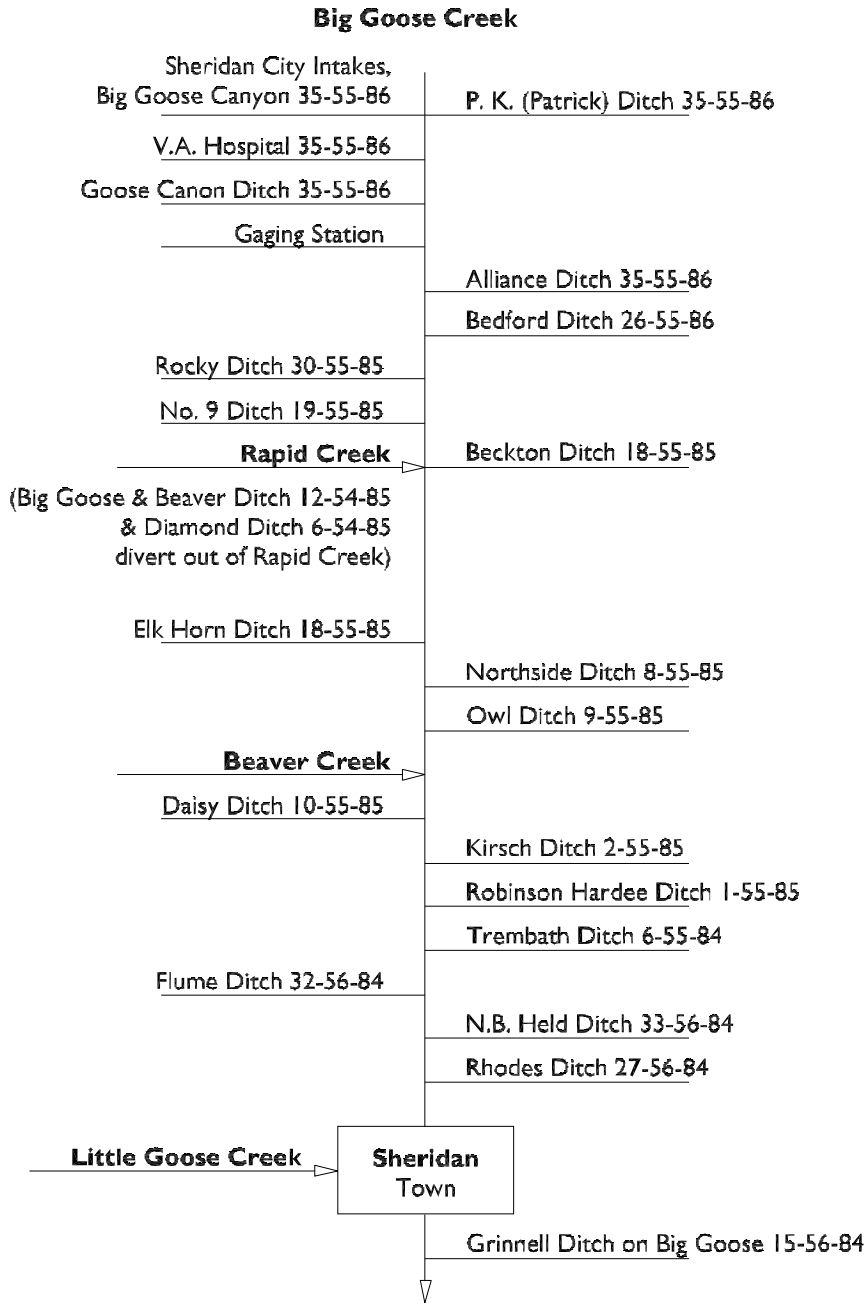 Big Goose Creek
Sheridan City Intakes,
Big Goose Canyon 35-55-86
P. K. (Patrick) Ditch 35-55-86
V.A. Hospital 35-55-86
Goose Canon Ditch 35-55-86
Gaging Station
Alliance Ditch 35-55-86
Bedford Ditch 26-55-86
Rocky Ditch 30-55-85
No. 9 Ditch 19-55-85
Rapid Creek
Beckton Ditch 18-55-85
(Big Goose & Beaver Ditch 12-54-85
& Diamond Ditch 6-54-85
divert out of Rapid Creek)
Elk Horn Ditch 18-55-85
Northside Ditch 8-55-85
Owl Ditch 9-55-85
Beaver Creek
Daisy Ditch 10-55-85
Kirsch Ditch 2-55-85
Robinson Hardee Ditch 1-55-85
Trembath Ditch 6-55-84
Flume Ditch 32-56-84
N.B. Held Ditch 33-56-84
Rhodes Ditch 27-56-84
Little Goose Creek
Sheridan
Town
Grinnell Ditch on Big Goose 15-56-84